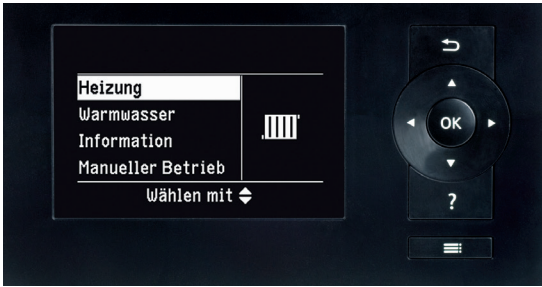 Heizung
Warmwasser
Information
Manueller Betrieb
Wählen mit
OK
?